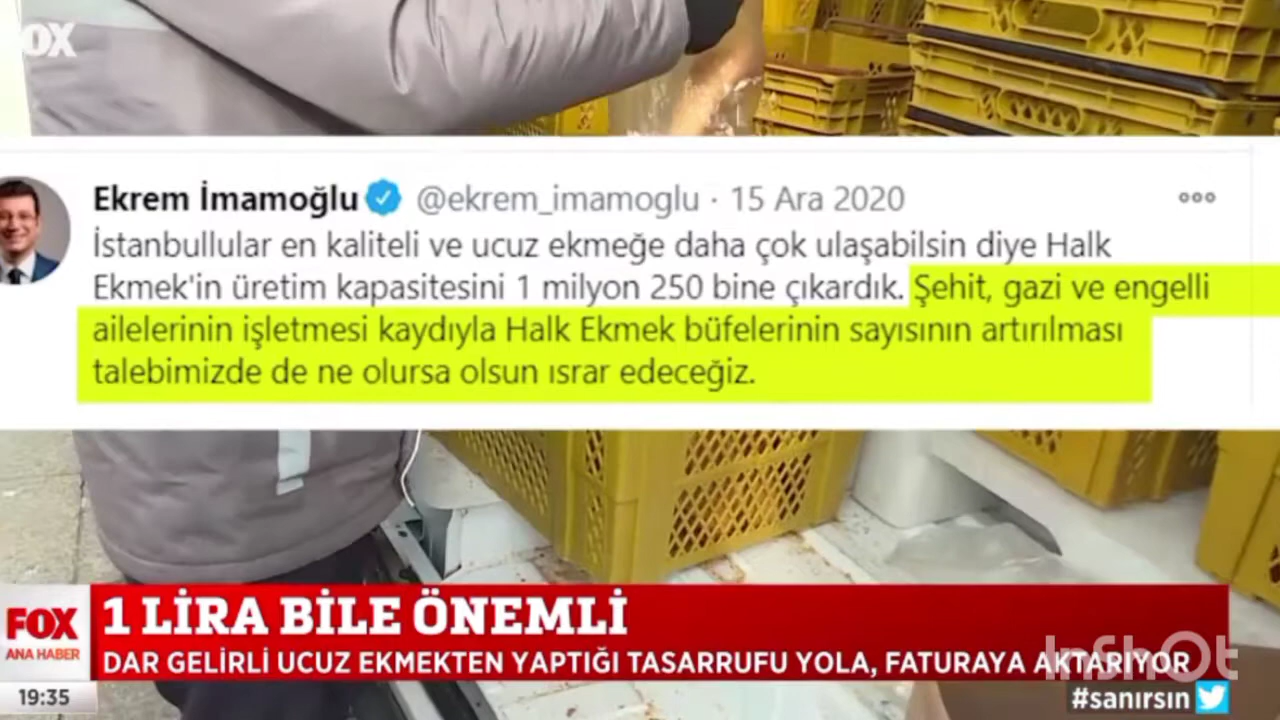 FOX
Ekrem İmamoğlu @ekrem_imamoglu · 15 Ara 2020
İstanbullular en kaliteli ve ucuz ekmeğe daha çok ulaşabilsin diye Halk
Ekmek'in üretim kapasitesini 1 milyon 250 bine çıkardık. Şehit, gazi ve engelli
ailelerinin işletmesi kaydıyla Halk Ekmek büfelerinin sayısının artırılması
talebimizde de ne olursa olsun ısrar edeceğiz.
FOX
ANA HABER
1 LİRA BİLE ÖNEMLİ
DAR GELİRLİ UCUZ EKMEKTEN YAPTIĞI TASARRUFU YOLA, FATURAYA AKTARIYOR
InShOt
19:35
#sanırsın